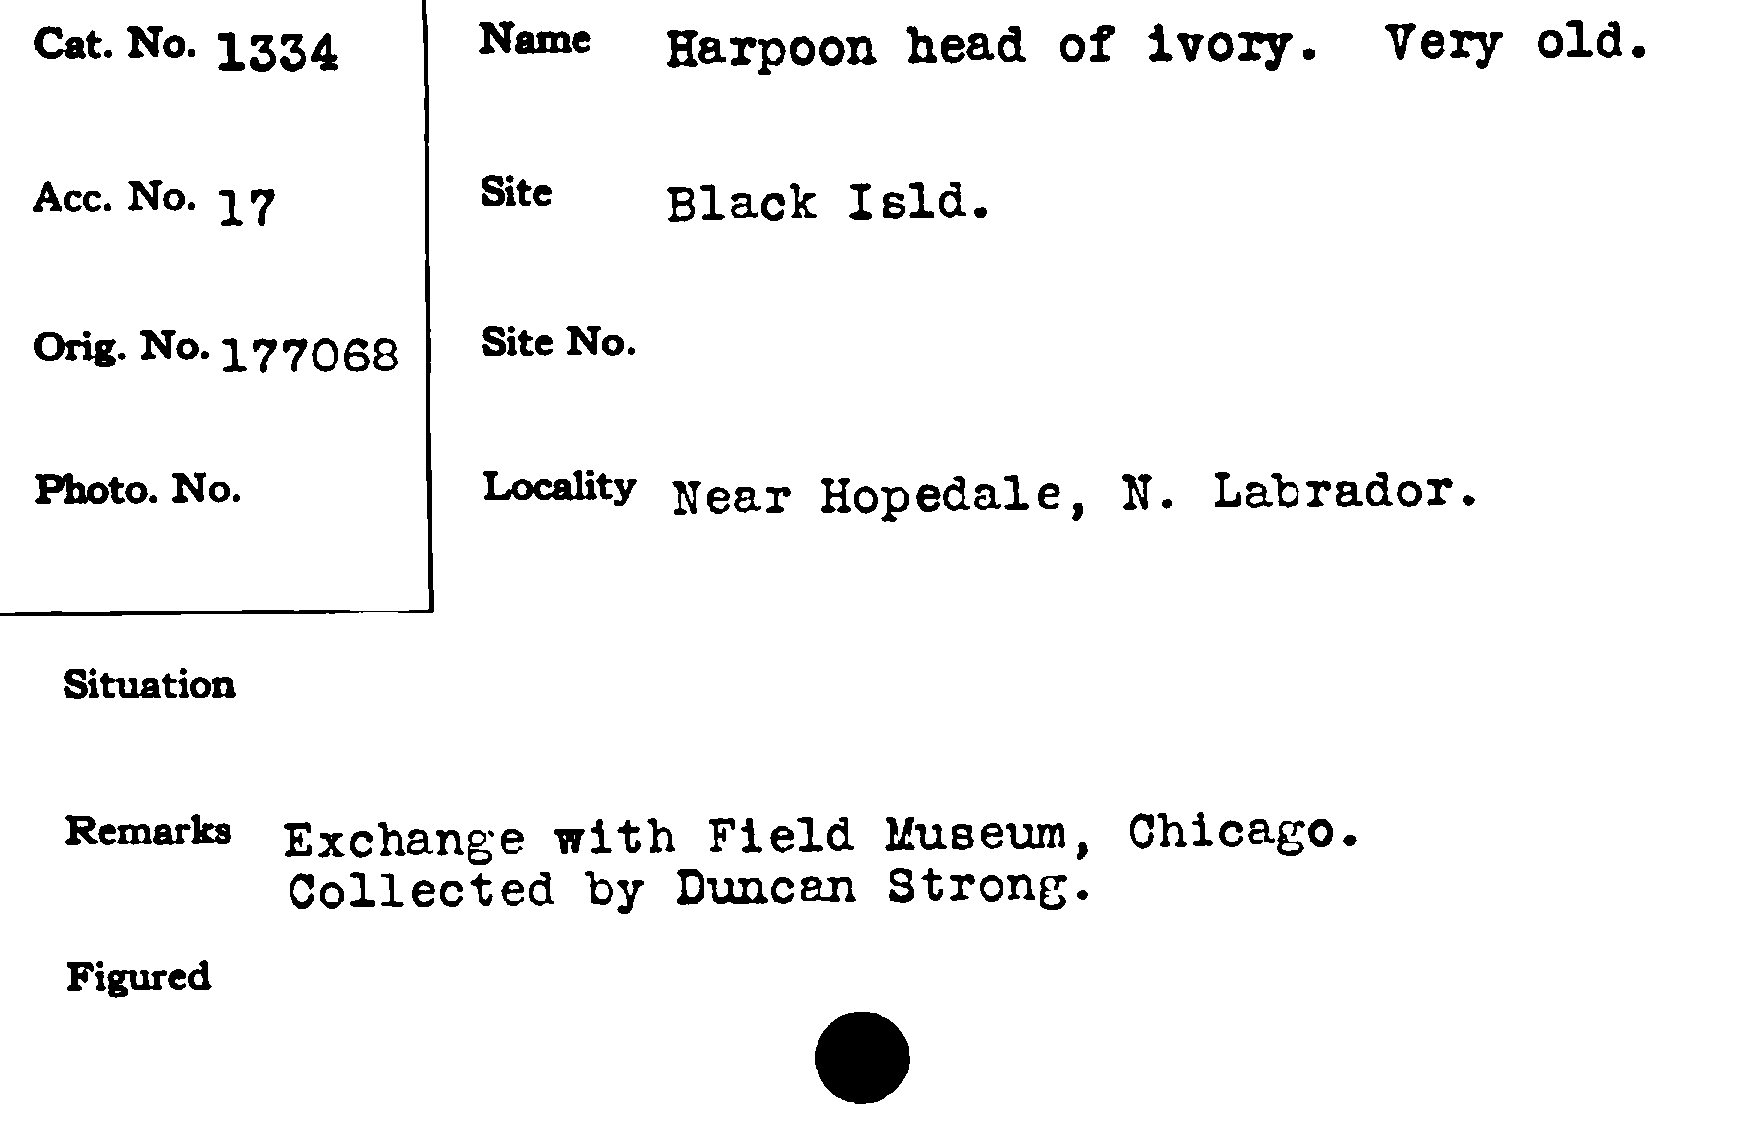 Cat. No. 1334
Name Harpoon head of ivory. Very old.
Acc. No. 17
Site Black Isld.
Orig. No. 177068
Site No.
Photo. No.
Locality Near Hopedale, N. Labrador.
Situation
Remarks Exchange with Field Museum, Chicago.
Collected by Duncan Strong.
Figured